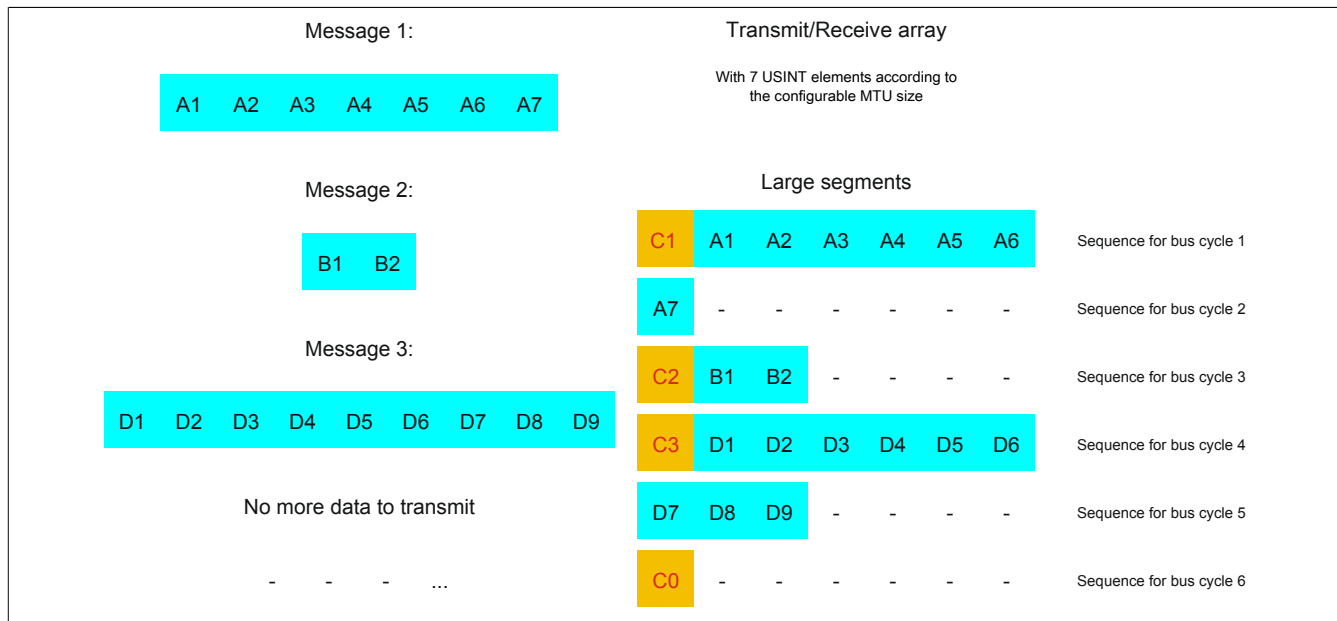 Message 1:
A1 A2 A3 A4 A5 A6 A7
Message 2:
B1 B2
Message 3:
D1 D2 D3 D4 D5 D6 D7 D8 D9
No more data to transmit
- - - ...
Transmit/Receive array
With 7 USINT elements according to
the configurable MTU size
Large segments
C1 A1 A2 A3 A4 A5 A6 Sequence for bus cycle 1
A7 - - - - - - Sequence for bus cycle 2
C2 B1 B2 - - - - Sequence for bus cycle 3
C3 D1 D2 D3 D4 D5 D6 Sequence for bus cycle 4
D7 D8 D9 - - - - Sequence for bus cycle 5
C0 - - - - - - Sequence for bus cycle 6